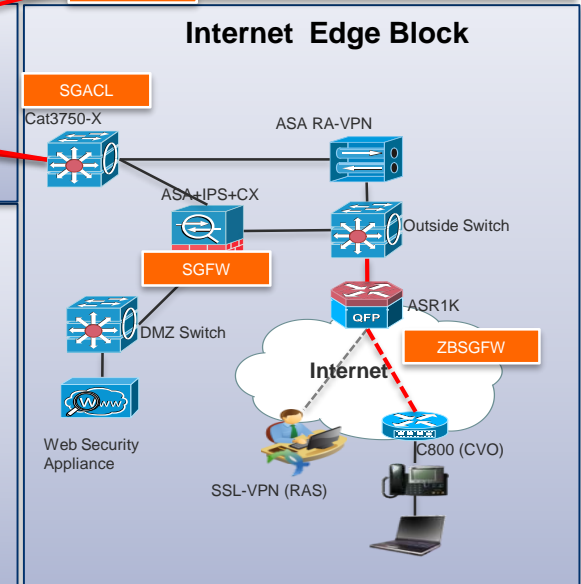 Internet Edge Block
SGACL
Cat3750-X
ASA RA-VPN
ASA+IPS+CX
Outside Switch
SGFW
ASR1K
QFP
DMZ Switch
ZBSGFW
Internet
Www
Web Security
Appliance
C800 (CVO)
SSL-VPN (RAS)